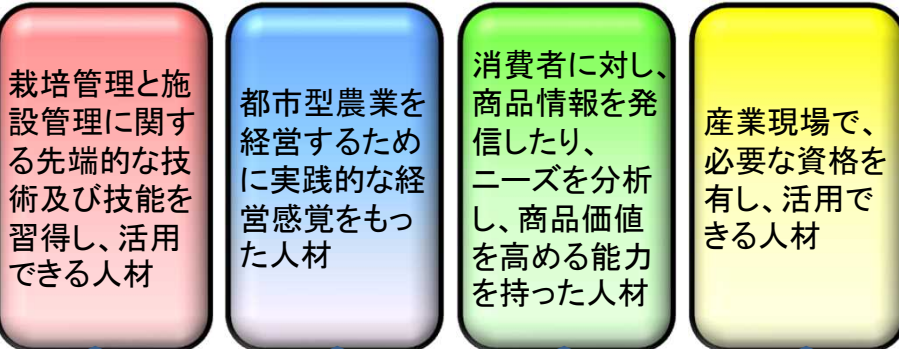 栽培管理と施
設管理に関す
る先端的な技
術及び技能を
習得し、活用
できる人材
都市型農業を
経営するため
に実践的な経
営感覚をもっ
た人材
消費者に対し、
商品情報を発
信したり、
ニーズを分析
し、商品価値
を高める能力
を持った人材
産業現場で、
必要な資格を
有し、活用で
きる人材